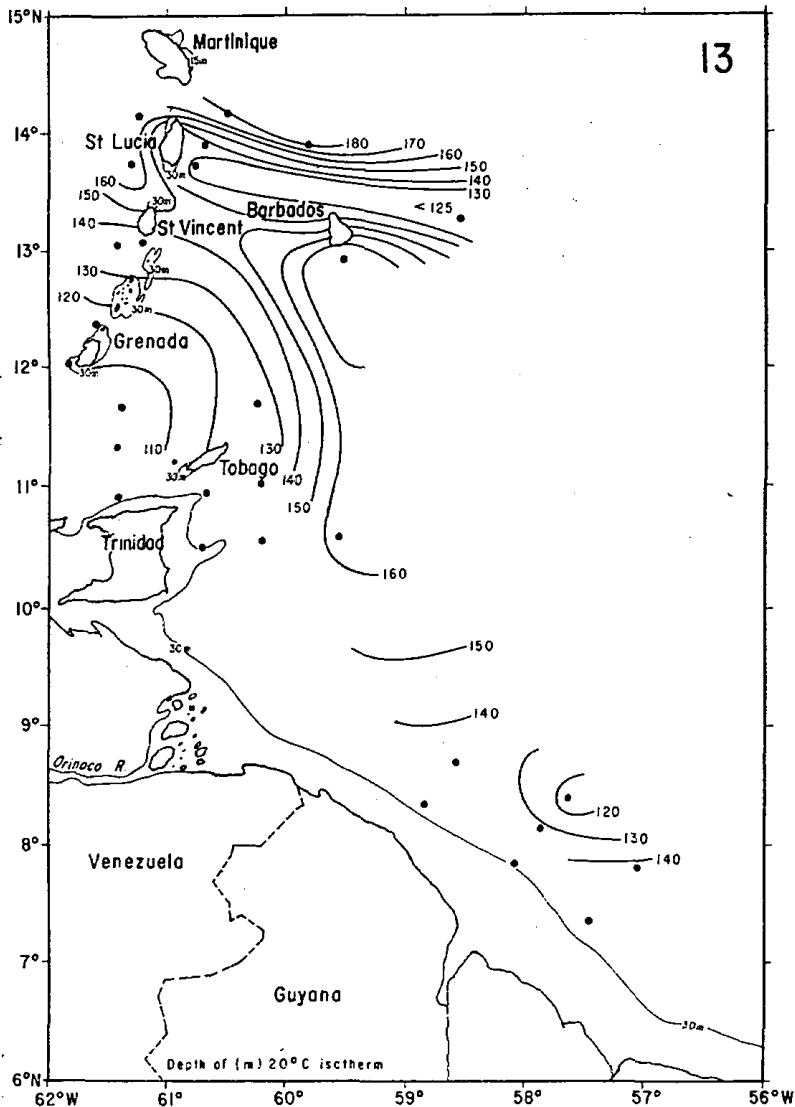 15°N
13
Martinique
15m
14°
180
170
St Lucia
160
150
140
30m
130
160
150
30m
Barbados
< 125
140
St Vincent
13°
130
30m
120
30m
Grenada
12°
30m
110
130
Tobago
30m
140
11°
150
Trinidad
160
10°
30m
150
9°
140
Orinoco R.
120
8°
130
Venezuela
140
7°
Guyana
30m
Depth of (m) 20°C isotherm
6°N
62°W
61°
60°
59°
58°
57°
56°W